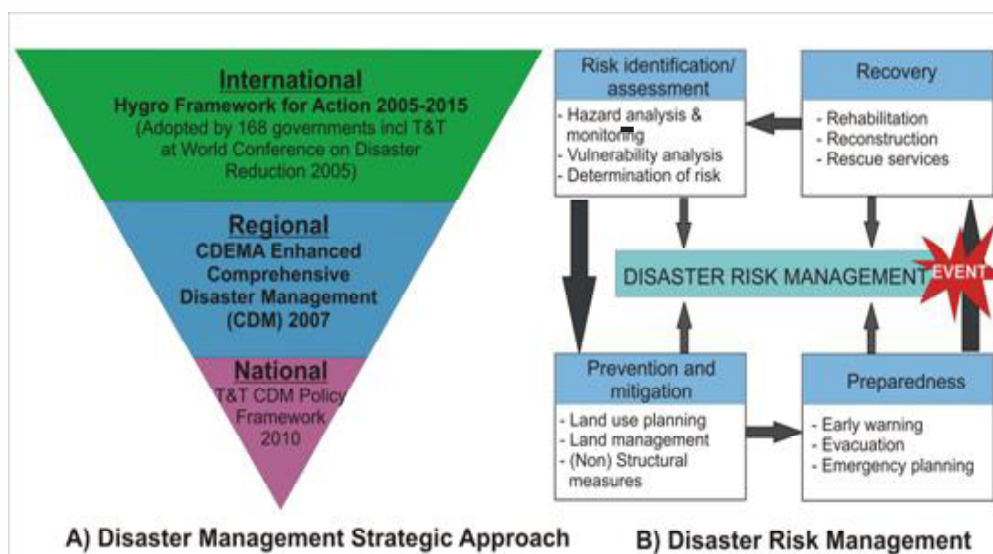 International
Hygro Framework for Action 2005-2015
(Adopted by 168 governments incl T&T
at World Conference on Disaster
Reduction 2005)
Regional
CDEMA Enhanced
Comprehensive
Disaster Management
(CDM) 2007
National
T&T CDM Policy
Framework
2010
A) Disaster Management Strategic Approach
Risk identification/
assessment
- Hazard analysis &
monitoring
- Vulnerability analysis
- Determination of risk
Recovery
- Rehabilitation
- Reconstruction
- Rescue services
DISASTER RISK MANAGEMENT
EVENT
Prevention and
mitigation
- Land use planning
- Land management
- (Non) Structural
measures
Preparedness
- Early warning
- Evacuation
- Emergency planning
B) Disaster Risk Management